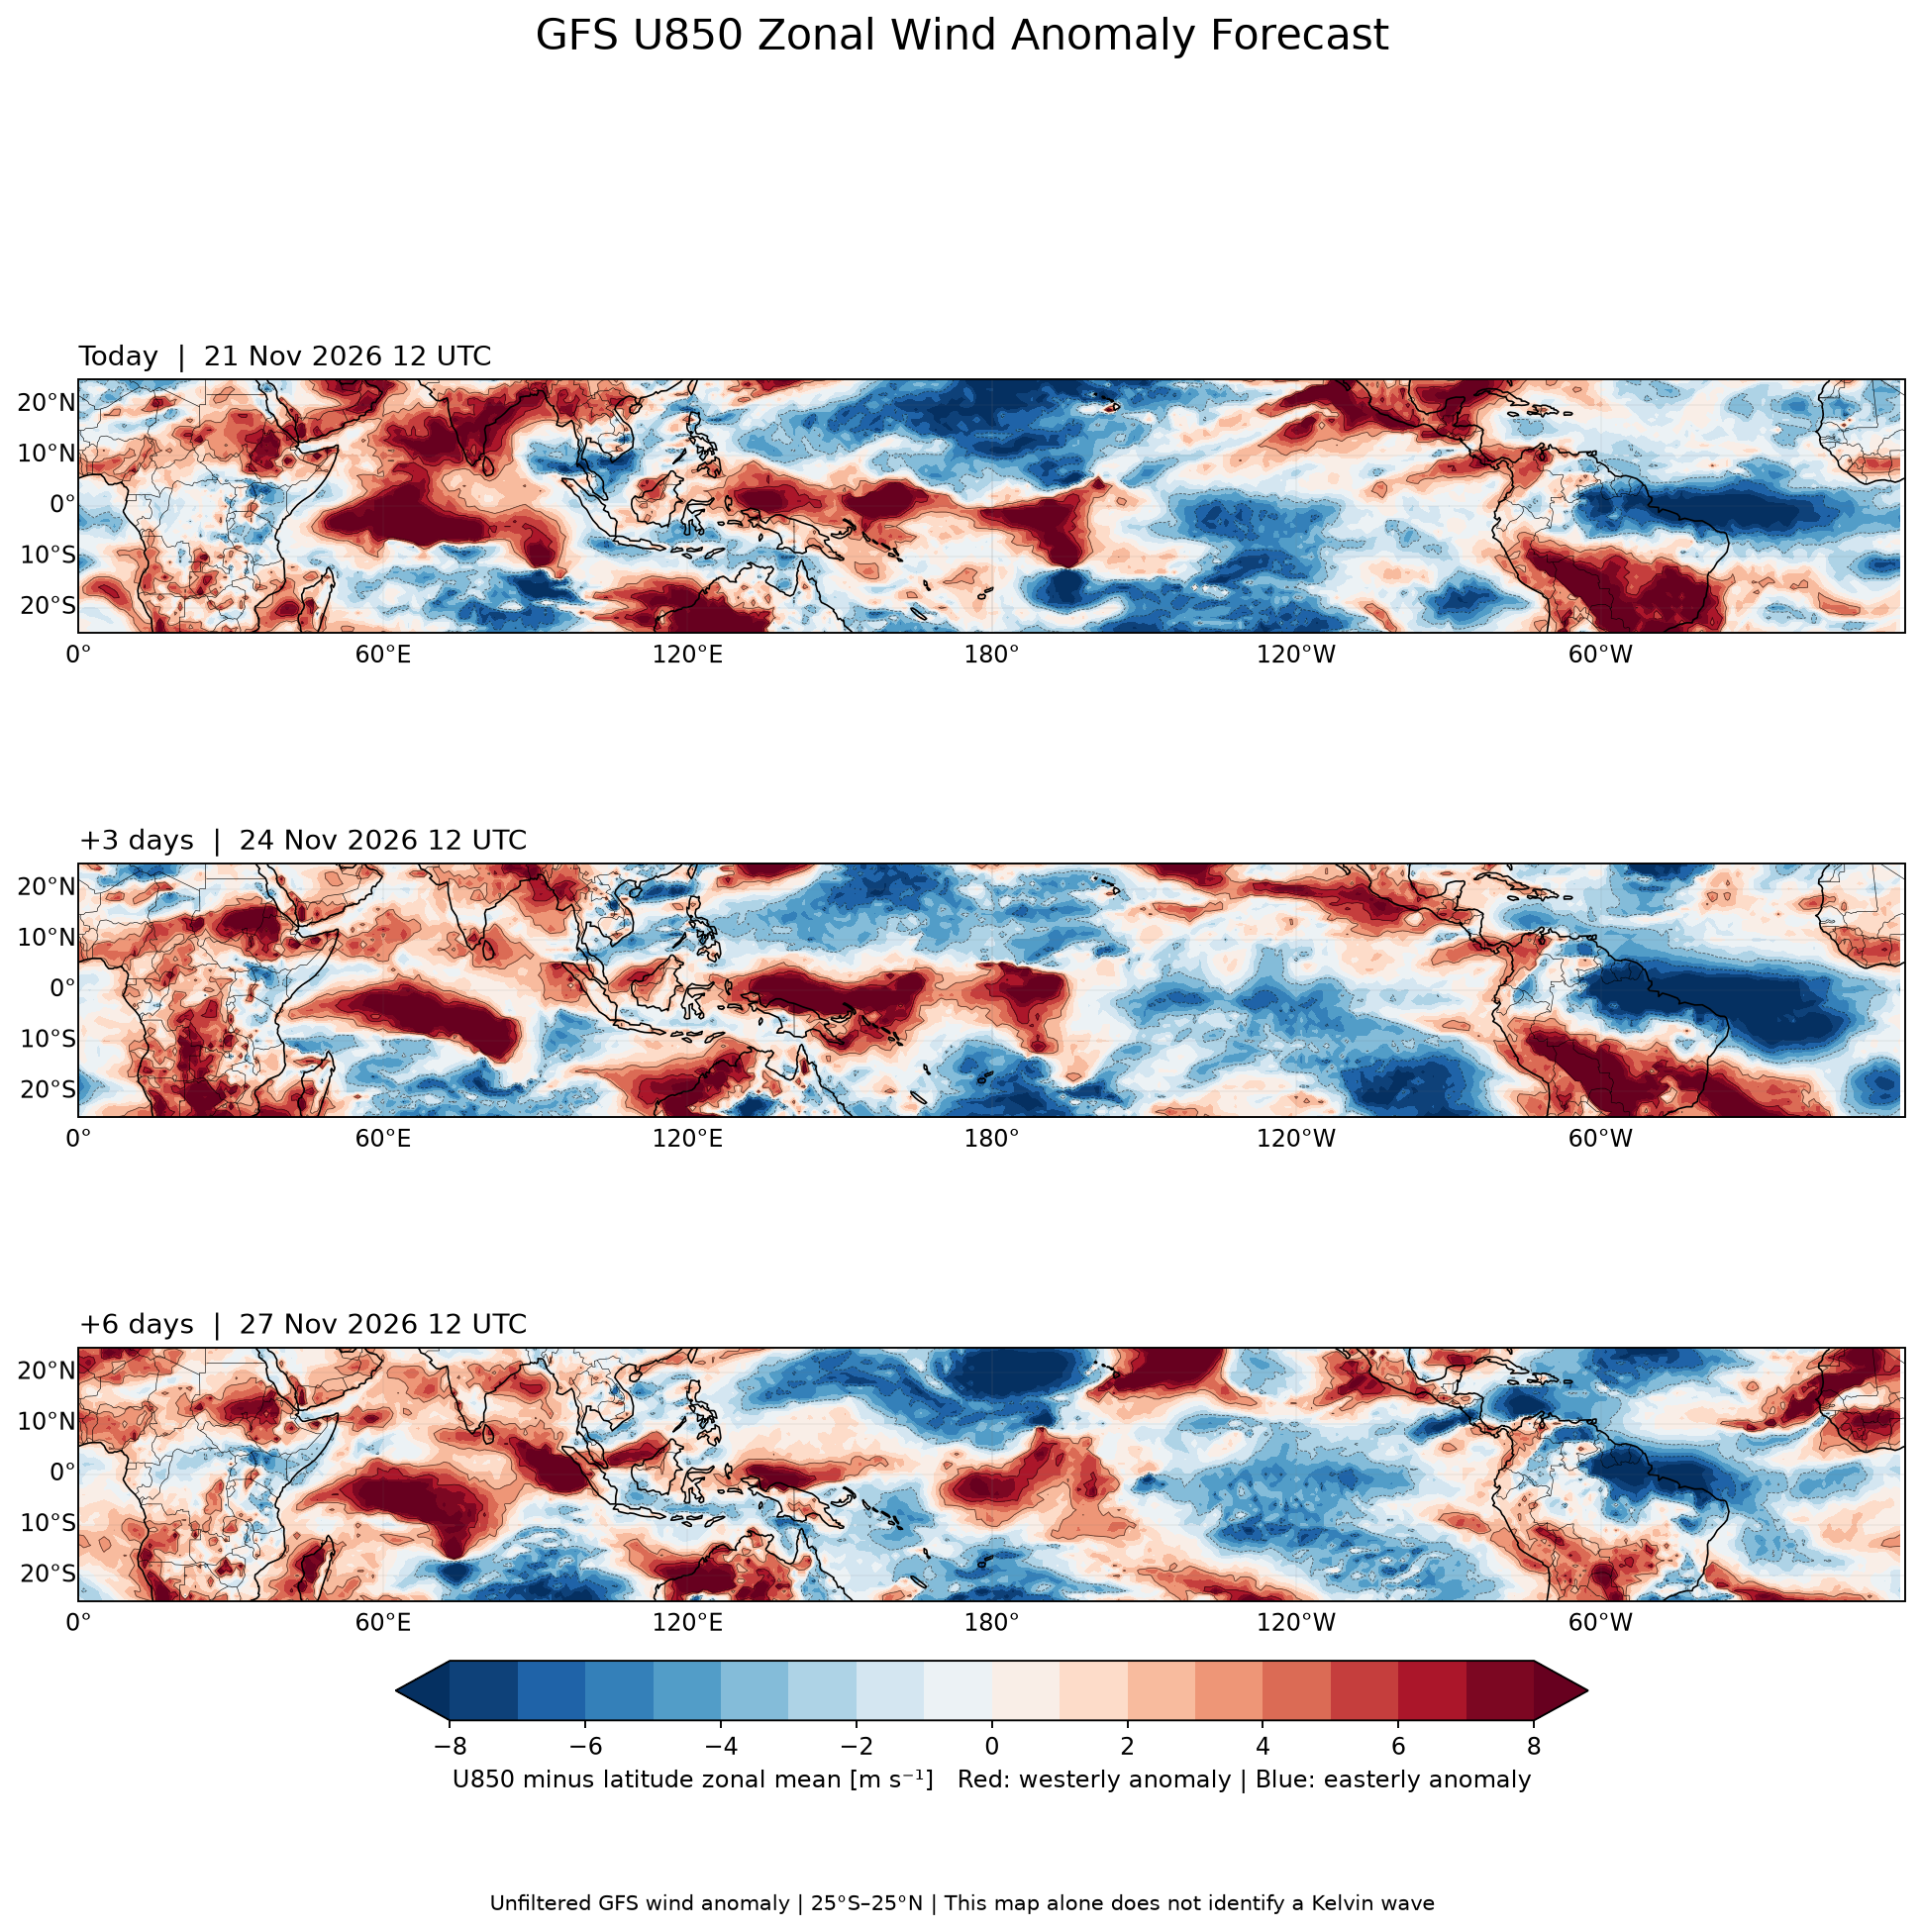 GFS U850 Zonal Wind Anomaly Forecast
Today | 21 Nov 2026 12 UTC
20°N
10°N
0°
10°S
20°S
0° 60°E 120°E 180° 120°W 60°W
+3 days | 24 Nov 2026 12 UTC
20°N
10°N
0°
10°S
20°S
0° 60°E 120°E 180° 120°W 60°W
+6 days | 27 Nov 2026 12 UTC
20°N
10°N
0°
10°S
20°S
0° 60°E 120°E 180° 120°W 60°W
−8 −6 −4 −2 0 2 4 6 8
U850 minus latitude zonal mean [m s⁻¹] Red: westerly anomaly | Blue: easterly anomaly
Unfiltered GFS wind anomaly | 25°S–25°N | This map alone does not identify a Kelvin wave